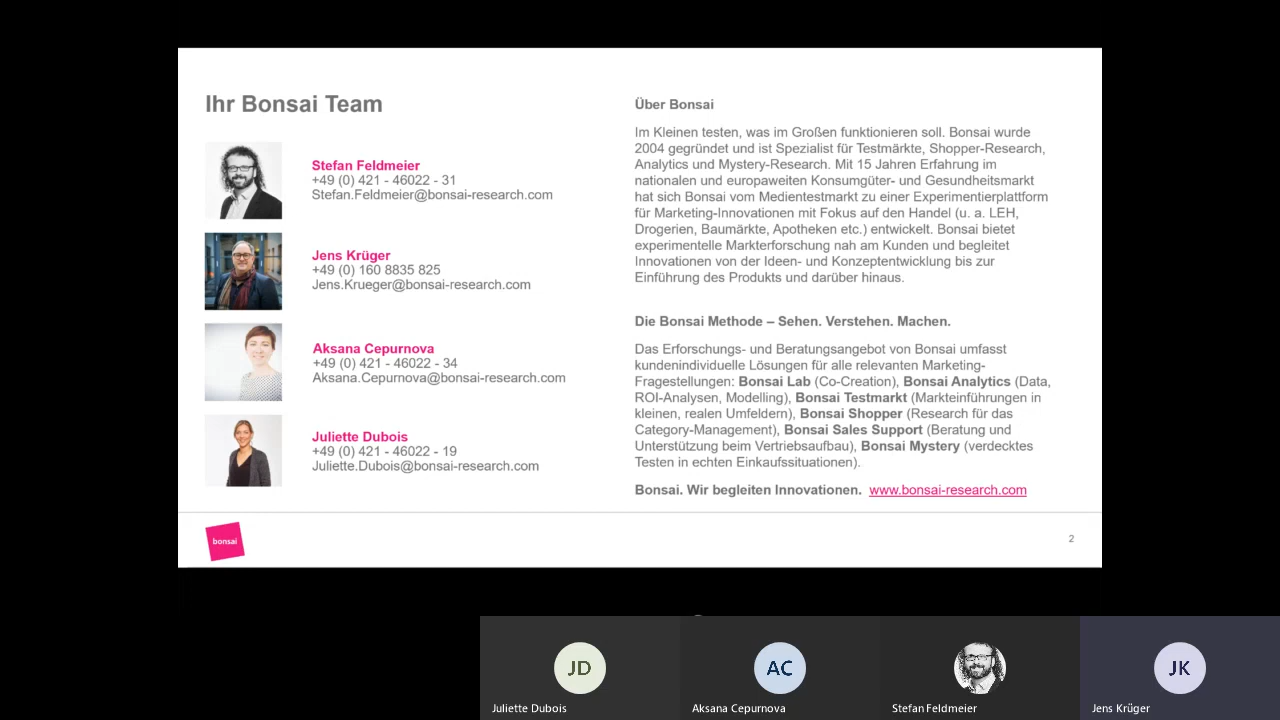 Ihr Bonsai Team
Stefan Feldmeier
+49 (0) 421 - 46022 - 31
Stefan.Feldmeier@bonsai-research.com
Jens Krüger
+49 (0) 160 8835 825
Jens.Krueger@bonsai-research.com
Aksana Cepurnova
+49 (0) 421 - 46022 - 34
Aksana.Cepurnova@bonsai-research.com
Juliette Dubois
+49 (0) 421 - 46022 - 19
Juliette.Dubois@bonsai-research.com
Über Bonsai
Im Kleinen testen, was im Großen funktionieren soll. Bonsai wurde
2004 gegründet und ist Spezialist für Testmärkte, Shopper-Research,
Analytics und Mystery-Research. Mit 15 Jahren Erfahrung im
nationalen und europaweiten Konsumgüter- und Gesundheitsmarkt
hat sich Bonsai vom Medientestmarkt zu einer Experimentierplattform
für Marketing-Innovationen mit Fokus auf den Handel (u. a. LEH,
Drogerien, Baumärkte, Apotheken etc.) entwickelt. Bonsai bietet
experimentelle Markterforschung nah am Kunden und begleitet
Innovationen von der Ideen- und Konzeptentwicklung bis zur
Einführung des Produkts und darüber hinaus.
Die Bonsai Methode – Sehen. Verstehen. Machen.
Das Erforschungs- und Beratungsangebot von Bonsai umfasst
kundenindividuelle Lösungen für alle relevanten Marketing-
Fragestellungen: Bonsai Lab (Co-Creation), Bonsai Analytics (Data,
ROI-Analysen, Modelling), Bonsai Testmarkt (Markteinführungen in
kleinen, realen Umfeldern), Bonsai Shopper (Research für das
Category-Management), Bonsai Sales Support (Beratung und
Unterstützung beim Vertriebsaufbau), Bonsai Mystery (verdecktes
Testen in echten Einkaufssituationen).
Bonsai. Wir begleiten Innovationen. www.bonsai-research.com
bonsai
2
JD
AC
JK
Juliette Dubois
Aksana Cepurnova
Stefan Feldmeier
Jens Krüger